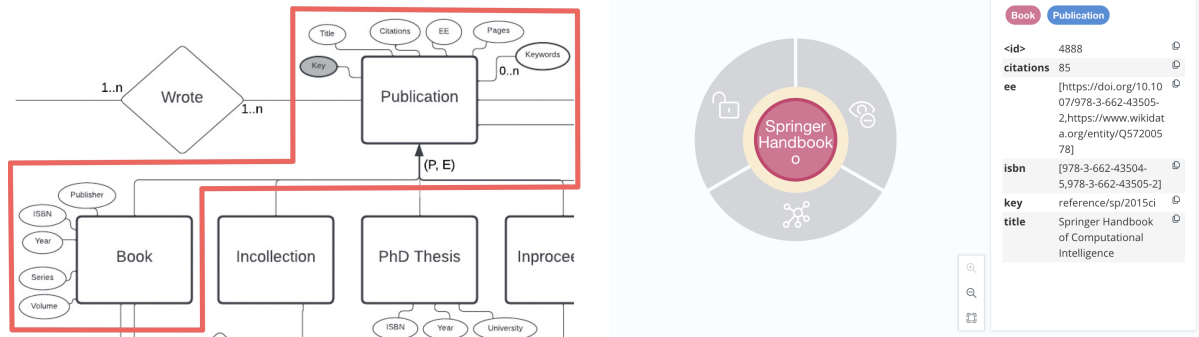 Title
Citations
EE
Pages
Key
Keywords
0..n
1..n
Wrote
1..n
Publication
(P, E)
Publisher
ISBN
Year
Series
Volume
Book
Incollection
PhD Thesis
Inprocee
ISBN
Year
University
Springer
Handbook
o
Book
Publication
<id>
4888
citations
85
ee
[https://doi.org/10.10
07/978-3-662-43505-
2,https://www.wikidat
a.org/entity/Q572005
78]
isbn
[978-3-662-43504-
5,978-3-662-43505-2]
key
reference/sp/2015ci
title
Springer Handbook
of Computational
Intelligence